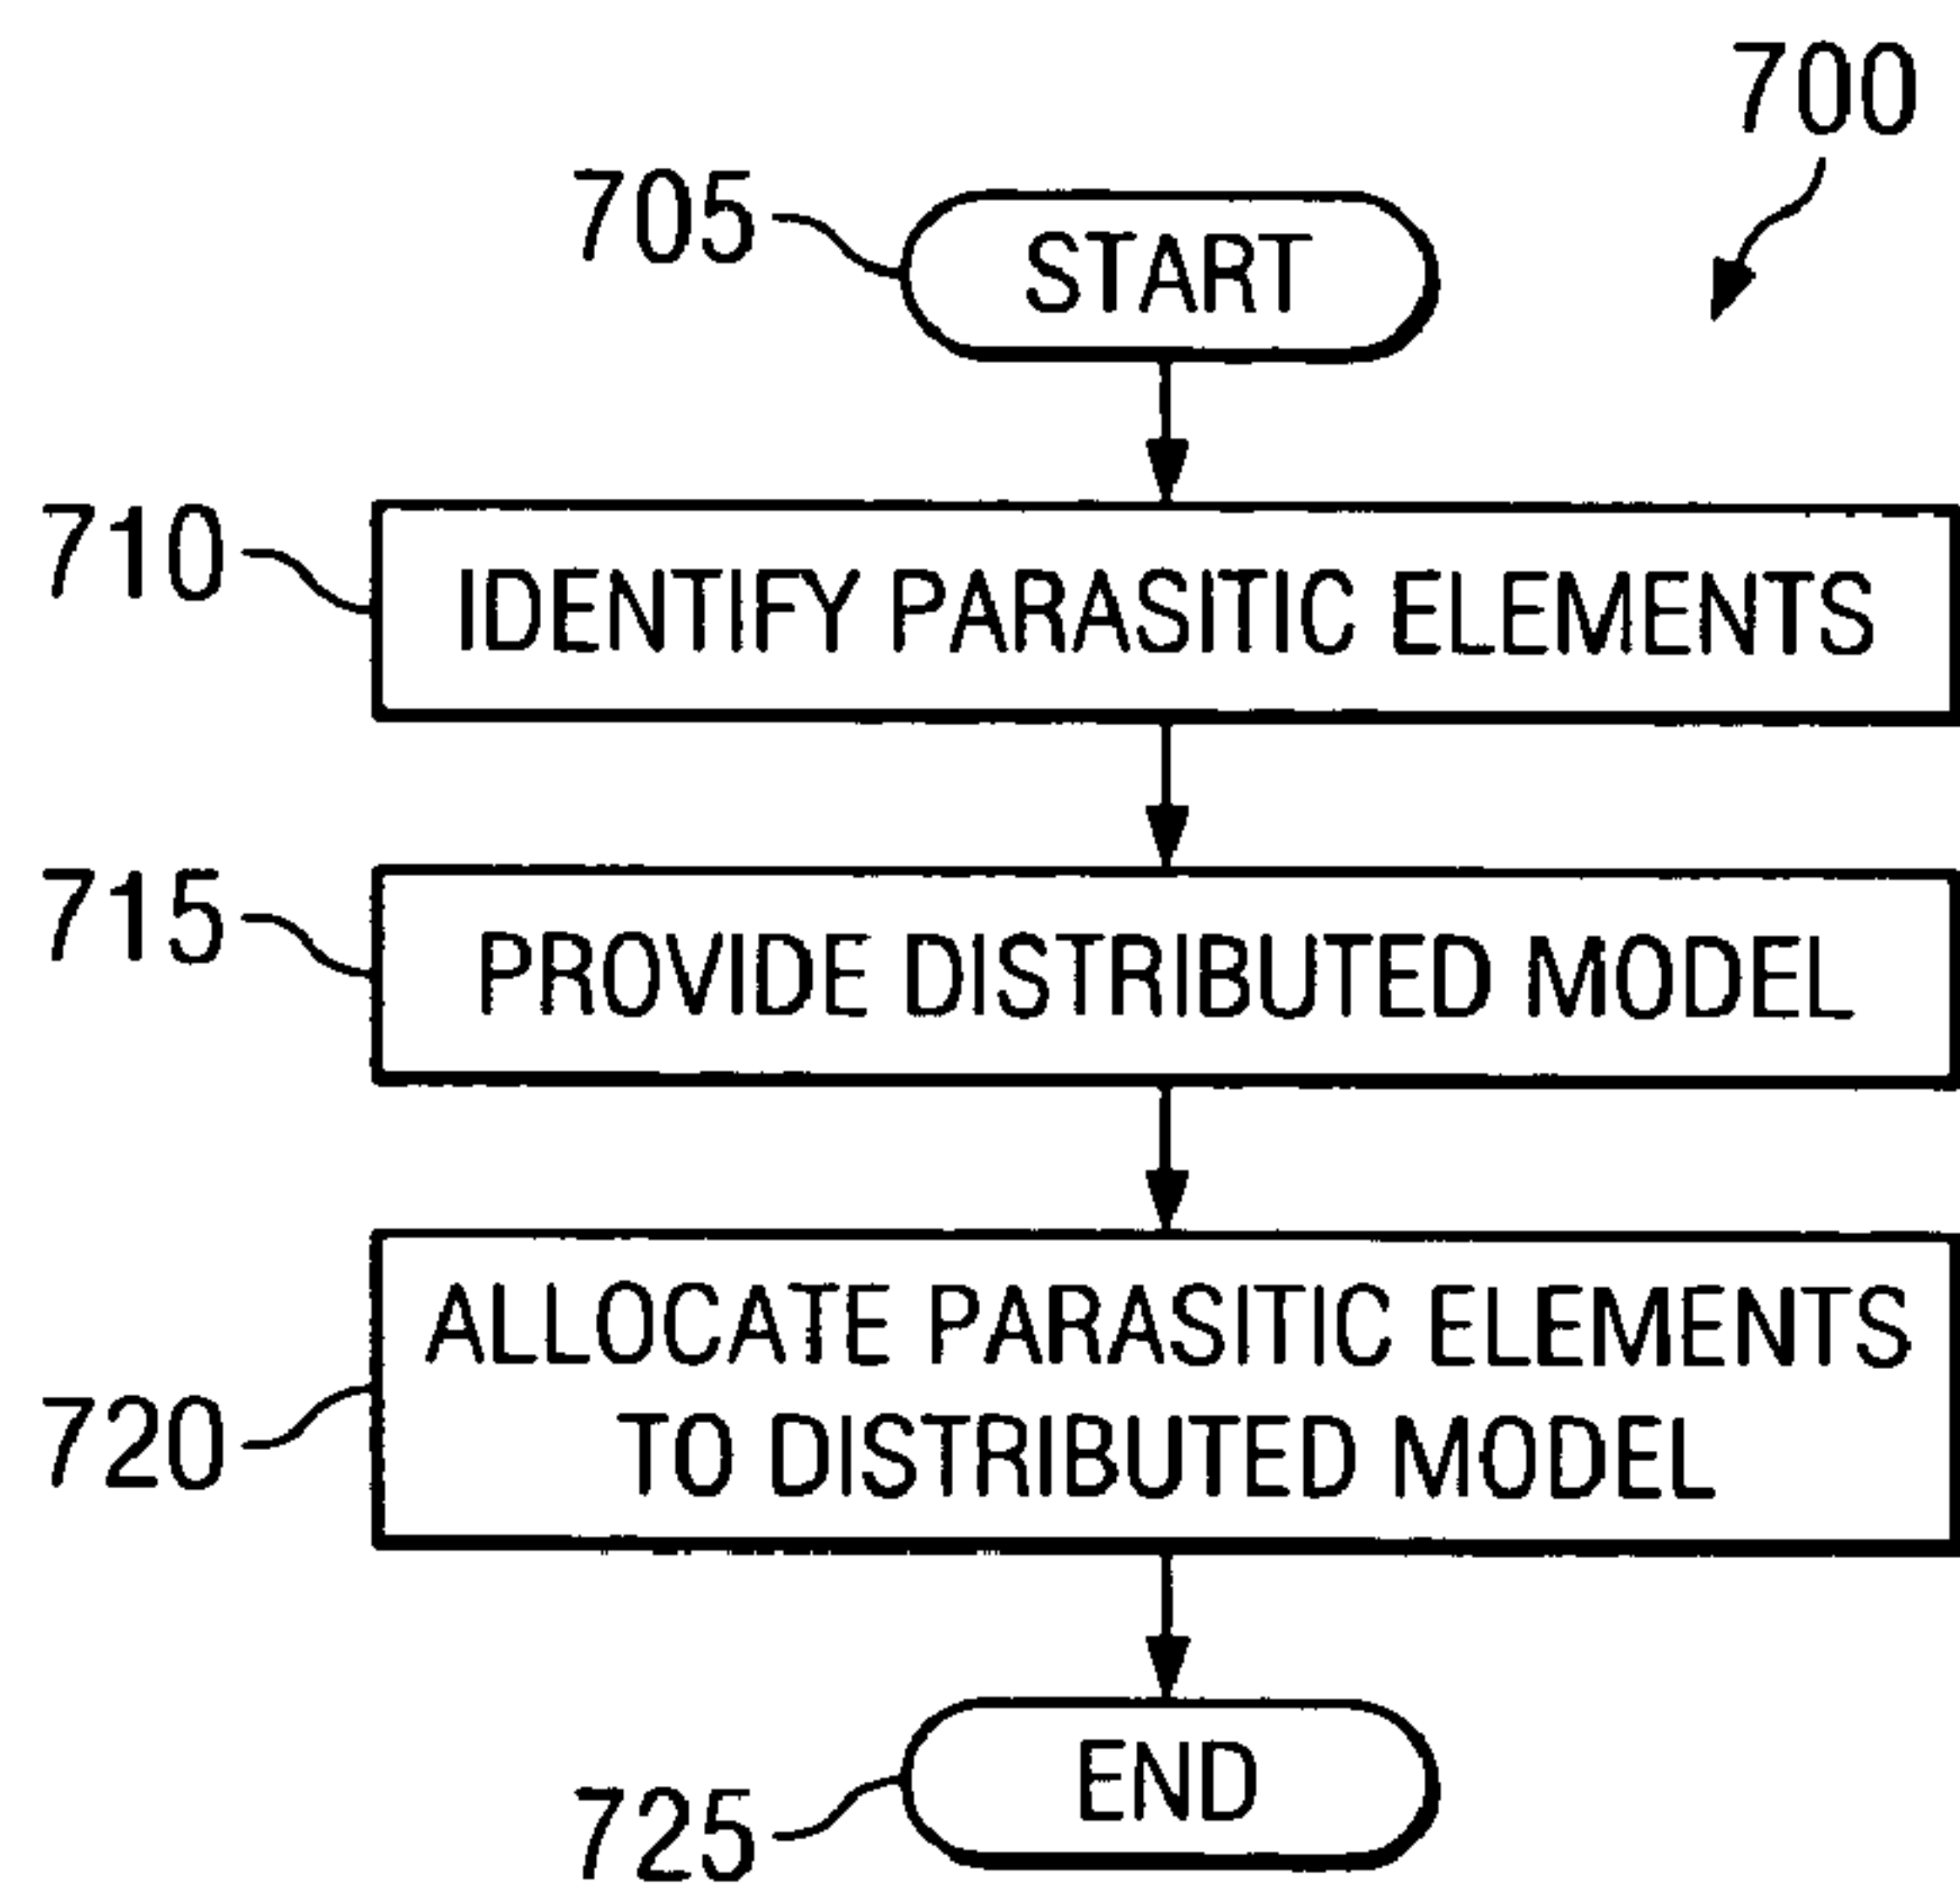 700
705
START
710
IDENTIFY PARASITIC ELEMENTS
715
PROVIDE DISTRIBUTED MODEL
720
ALLOCATE PARASITIC ELEMENTS
TO DISTRIBUTED MODEL
725
END